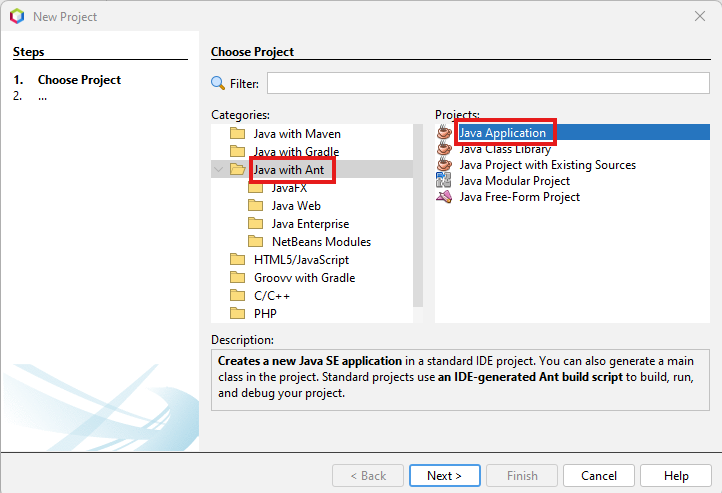 New Project
Steps
1. Choose Project
2. ...
Choose Project
Filter:
Categories:
Java with Maven
Java with Gradle
Java with Ant
JavaFX
Java Web
Java Enterprise
NetBeans Modules
HTML5/JavaScript
Groovy with Gradle
C/C++
PHP
Projects:
Java Application
Java Class Library
Java Project with Existing Sources
Java Modular Project
Java Free-Form Project
Description:
Creates a new Java SE application in a standard IDE project. You can also generate a main
class in the project. Standard projects use an IDE-generated Ant build script to build, run,
and debug your project.
< Back
Next >
Finish
Cancel
Help